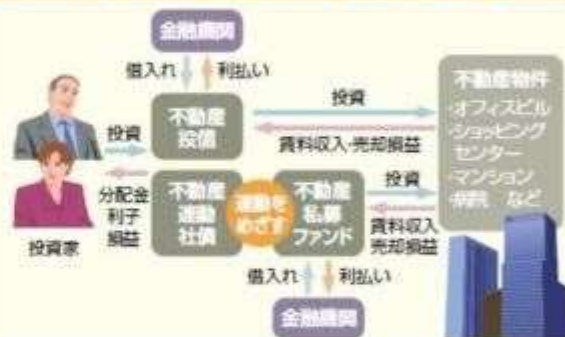 金融機関
借入れ
利払い
不動産
投信
投資
賃料収入・売却損益
不動産物件
・オフィスビル
・ショッピング
センター
・マンション
・病院 など
投資
分配金
利子
損益
投資家
不動産
連動
社債
連動を
めざす
不動産
私募
ファンド
投資
賃料収入
売却損益
借入れ
利払い
金融機関